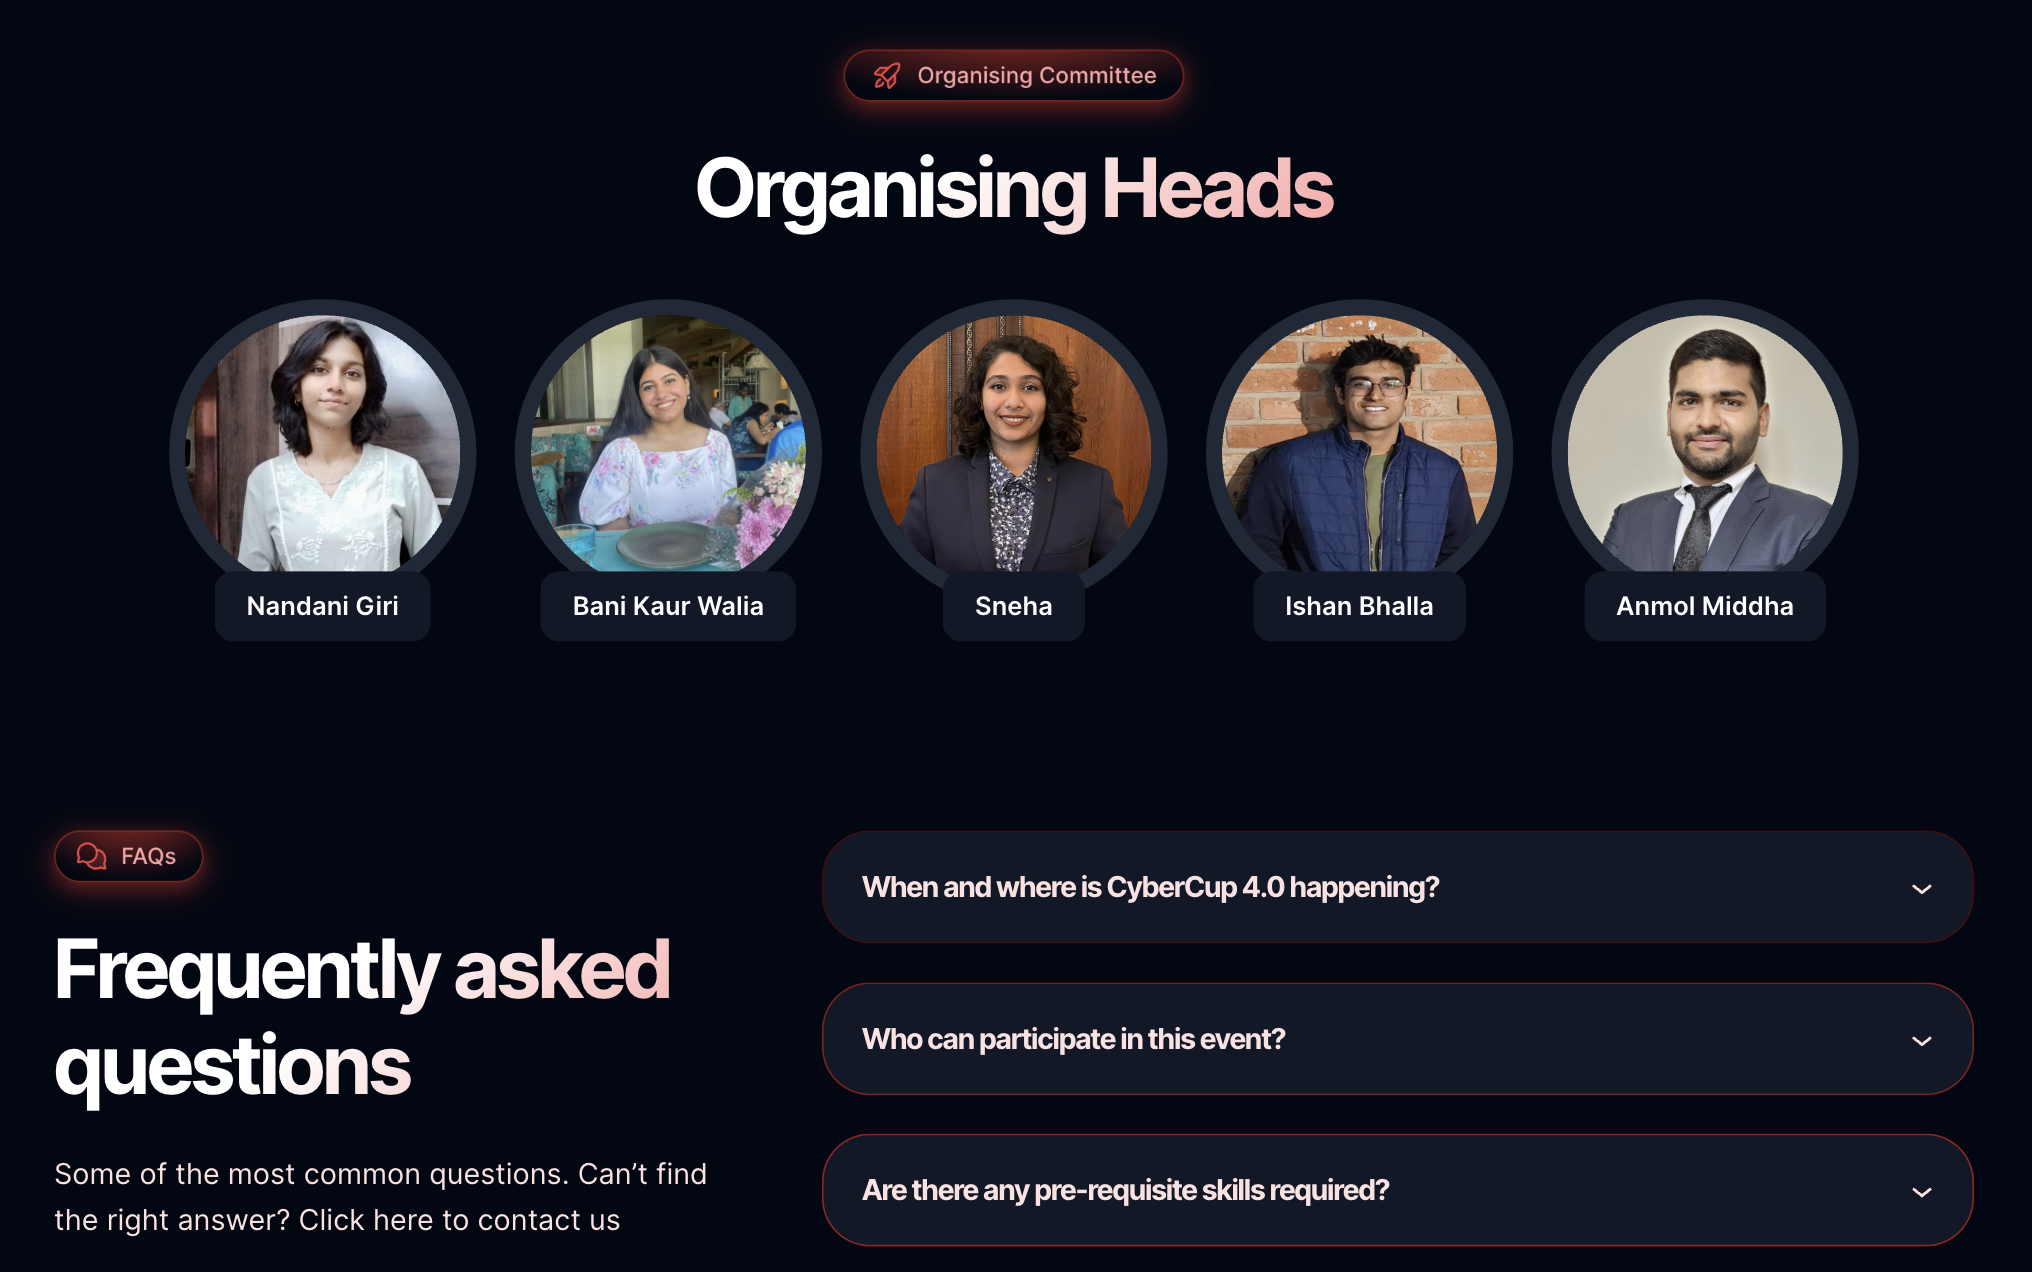 Organising Committee
Organising Heads
Nandani Giri
Bani Kaur Walia
Sneha
Ishan Bhalla
Anmol Middha
FAQs
Frequently asked
questions
Some of the most common questions. Can’t find
the right answer? Click here to contact us
When and where is CyberCup 4.0 happening?
Who can participate in this event?
Are there any pre-requisite skills required?